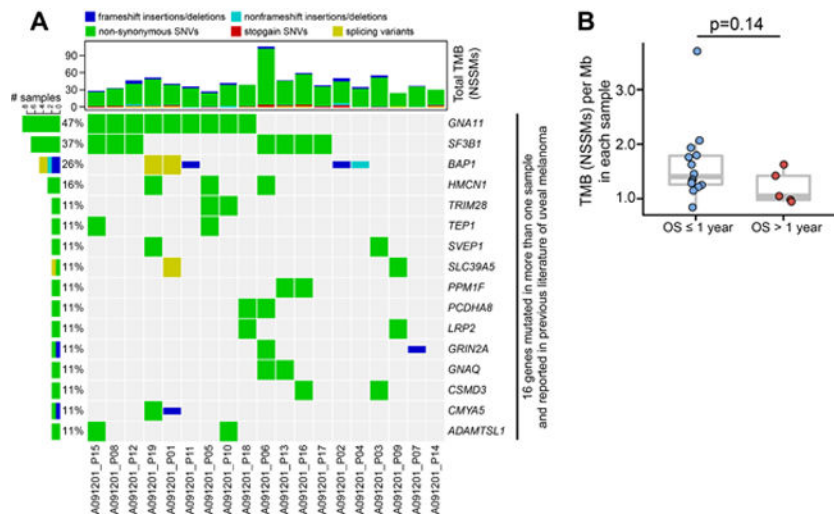 A
frameshift insertions/deletions
nonframeshift insertions/deletions
non-synonymous SNVs
stopgain SNVs
splicing variants
90
60
30
0
Total TMB
(NSSMs)
# samples
8 6 4 2 0
47% GNA11
37% SF3B1
26% BAP1
16% HMCN1
11% TRIM28
11% TEP1
11% SVEP1
11% SLC39A5
11% PPM1F
11% PCDHA8
11% LRP2
11% GRIN2A
11% GNAQ
11% CSMD3
11% CMYA5
11% ADAMTSL1
16 genes mutated in more than one sample
and reported in previous literature of uveal melanoma
A091201_P15
A091201_P08
A091201_P12
A091201_P19
A091201_P01
A091201_P11
A091201_P05
A091201_P10
A091201_P18
A091201_P06
A091201_P13
A091201_P16
A091201_P17
A091201_P02
A091201_P04
A091201_P03
A091201_P09
A091201_P07
A091201_P14
B
p=0.14
TMB (NSSMs) per Mb
in each sample
3.0
2.0
1.0
OS ≤ 1 year
OS > 1 year